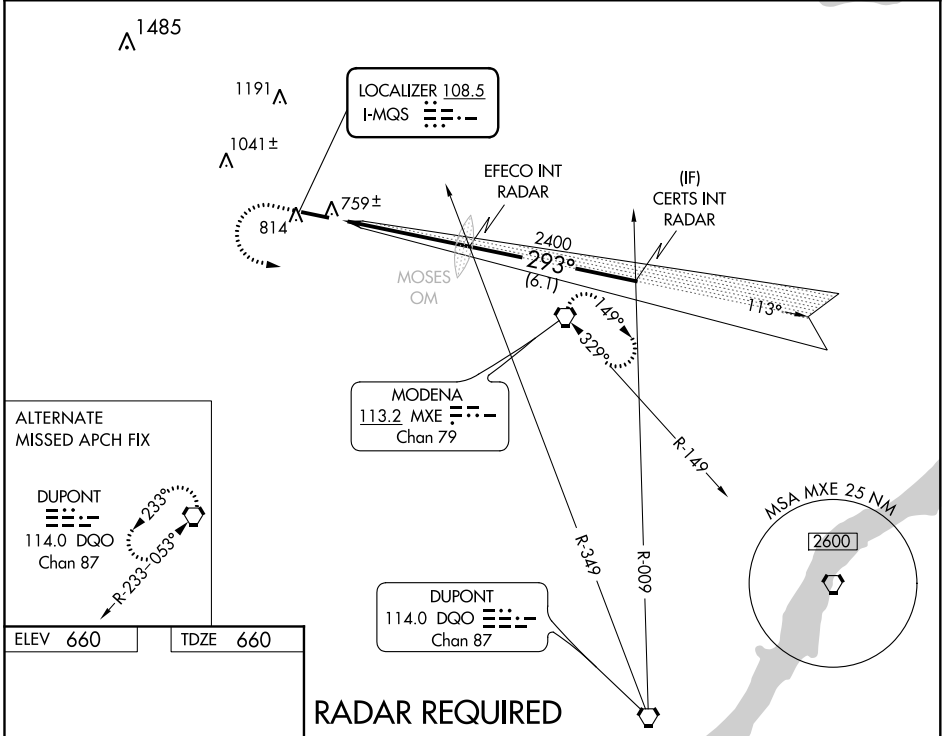 1485
1191
1041±
LOCALIZER 108.5
I-MQS
814
759±
EFECO INT
RADAR
(IF)
CERTS INT
RADAR
2400
293°
(6.1)
113°
MOSES
OM
149°
329°
MODENA
113.2 MXE
Chan 79
R-149
ALTERNATE
MISSED APCH FIX
DUPONT
114.0 DQO
Chan 87
233°
R-233
053°
R-349
R-009
MSA MXE 25 NM
2600
DUPONT
114.0 DQO
Chan 87
ELEV 660
TDZE 660
RADAR REQUIRED